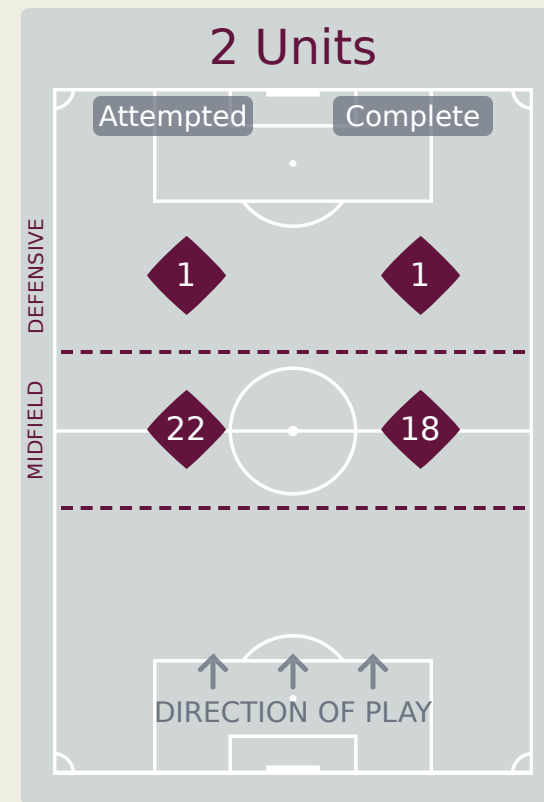 2 Units
Attempted
Complete
DEFENSIVE
1
1
MIDFIELD
22
18
DIRECTION OF PLAY